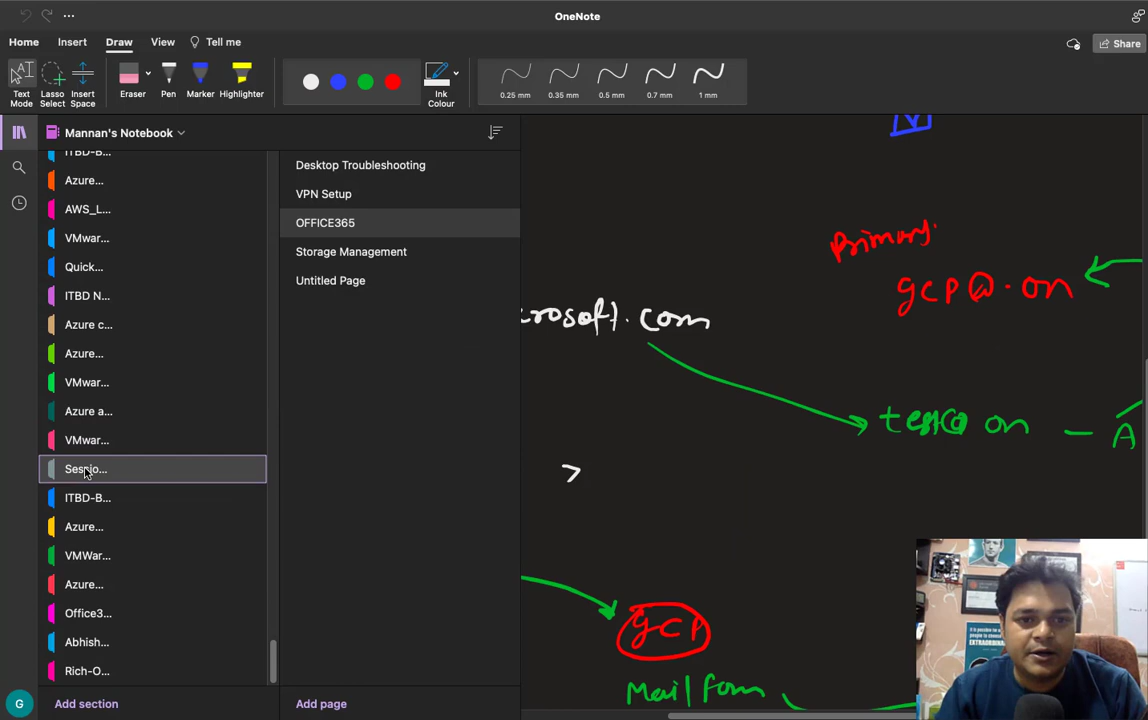 OneNote
Home Insert Draw View Tell me
Share
Text Mode
Lasso Select
Insert Space
Eraser
Pen
Marker
Highlighter
Ink Colour
0.25 mm
0.35 mm
0.5 mm
0.7 mm
1 mm
Mannan's Notebook
ITBD-B...
Azure...
AWS_L...
VMwar...
Quick...
ITBD N...
Azure c...
Azure...
VMwar...
Azure a...
VMwar...
Sessio...
ITBD-B...
Azure...
VMWar...
Azure...
Office3...
Abhish...
Rich-O...
Add section
G
Desktop Troubleshooting
VPN Setup
OFFICE365
Storage Management
Untitled Page
Add page
Primary
gcp@.on
crosoft.com
on - A
>
gcp
Mail
EXTRAORDINARY